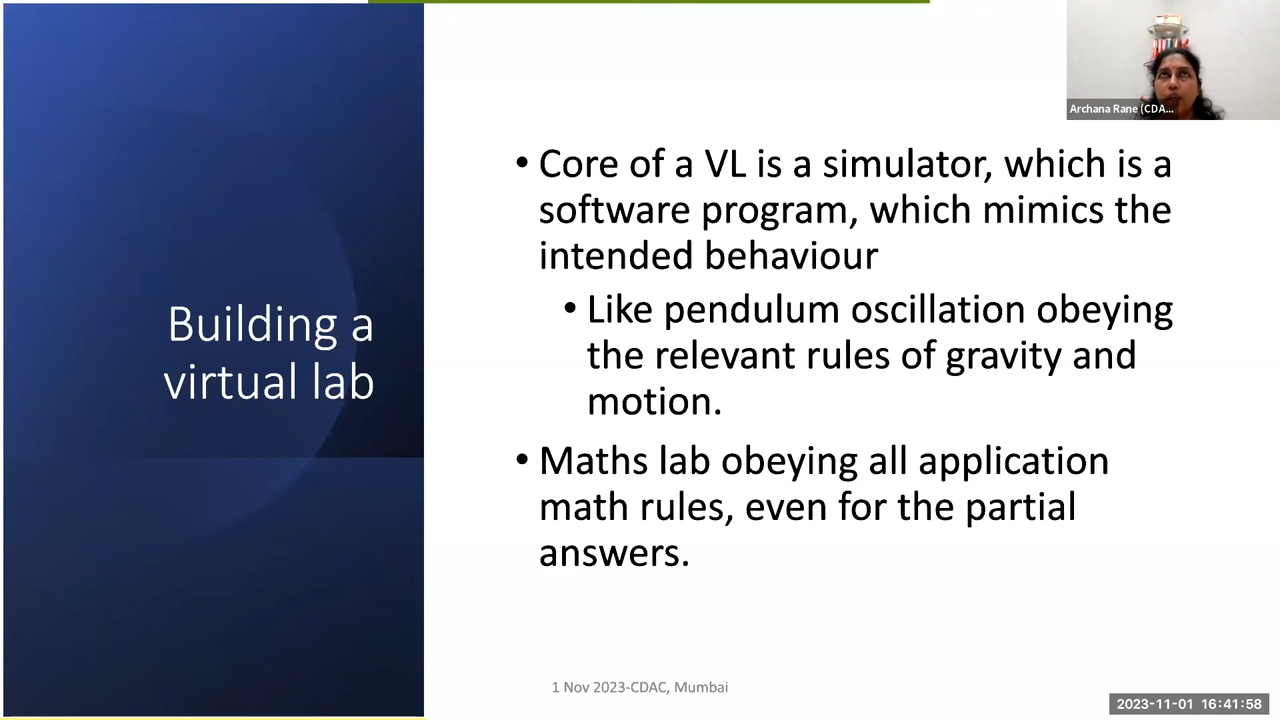 Archana Rane (CDA...
Building a
virtual lab
• Core of a VL is a simulator, which is a
software program, which mimics the
intended behaviour
• Like pendulum oscillation obeying
the relevant rules of gravity and
motion.
• Maths lab obeying all application
math rules, even for the partial
answers.
1 Nov 2023-CDAC, Mumbai
2023-11-01 16:41:58